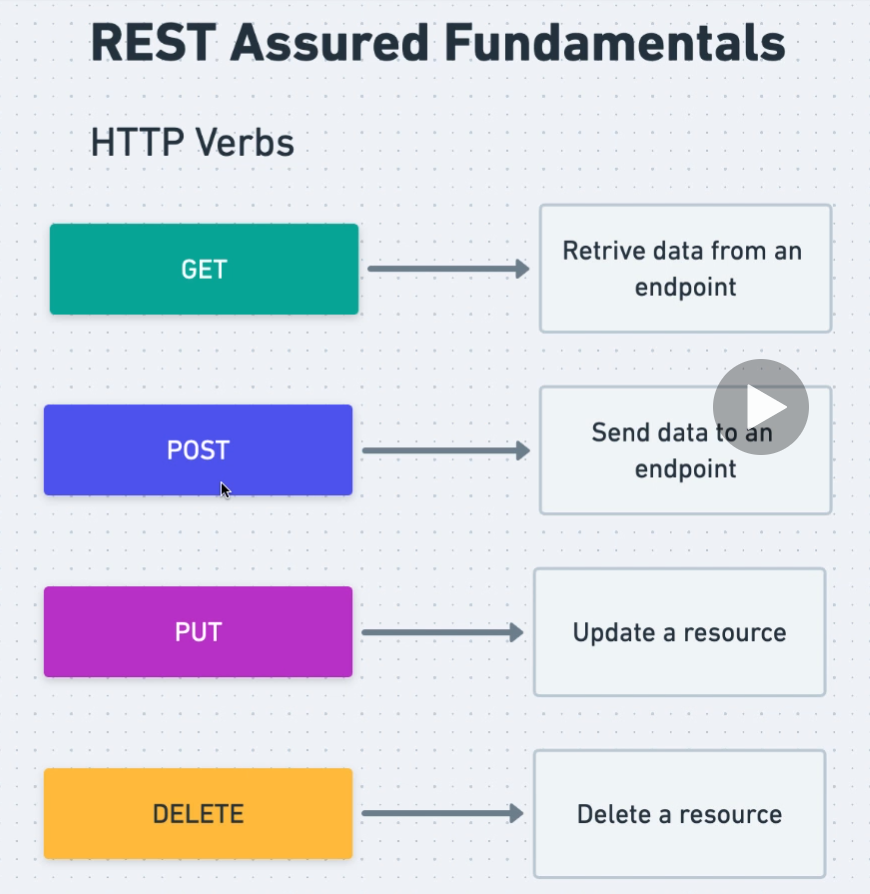 REST Assured Fundamentals
HTTP Verbs
GET
Retrive data from an
endpoint
POST
Send data to an
endpoint
PUT
Update a resource
DELETE
Delete a resource